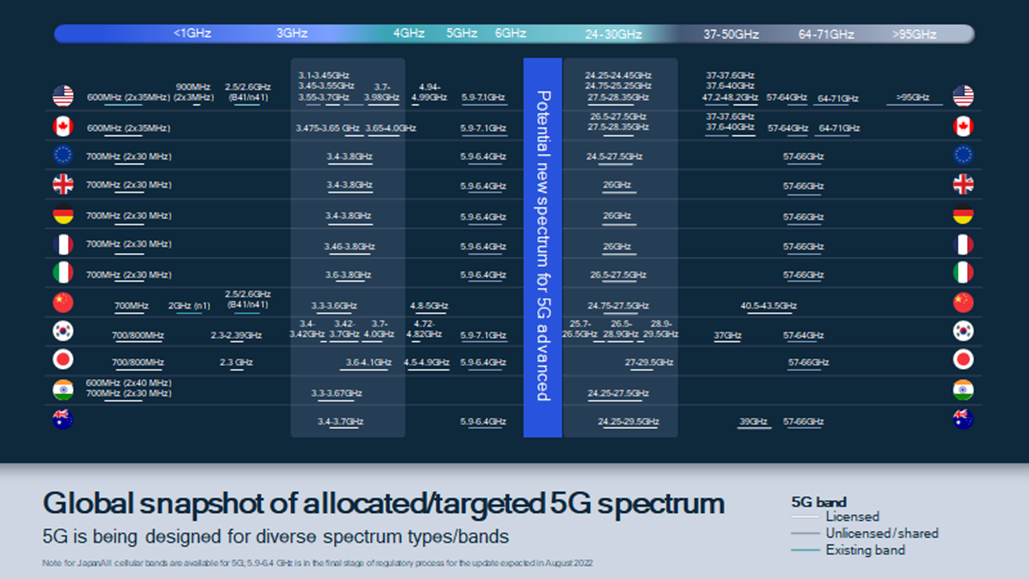 <1GHz 3GHz 4GHz 5GHz 6GHz 24-30GHz 37-50GHz 64-71GHz >95GHz
3.1-3.45GHz 24.25-24.45GHz 37-37.6GHz
900MHz 2.5/2.6GHz 3.45-3.55GHz 3.7- 4.94- 24.75-25.25GHz 37.6-40GHz
600MHz (2x35MHz) (2x3MHz) (B41/n41) 3.55-3.7GHz 3.98GHz 4.99GHz 5.9-7.1GHz 27.5-28.35GHz 47.2-48.2GHz 57-64GHz 64-71GHz >95GHz
26.5-27.5GHz 37-37.6GHz
600MHz (2x35MHz) 3.475-3.65 GHz 3.65-4.0GHz 5.9-7.1GHz 27.5-28.35GHz 37.6-40GHz 57-64GHz 64-71GHz
700MHz (2x30 MHz) 3.4-3.8GHz 5.9-6.4GHz 24.5-27.5GHz 57-66GHz
700MHz (2x30 MHz) 3.4-3.8GHz 5.9-6.4GHz 26GHz 57-66GHz
700MHz (2x30 MHz) 3.4-3.8GHz 5.9-6.4GHz 26GHz 57-66GHz
700MHz (2x30 MHz) 3.46-3.8GHz 5.9-6.4GHz 26GHz 57-66GHz
700MHz (2x30 MHz) 3.6-3.8GHz 5.9-6.4GHz 26.5-27.5GHz 57-66GHz
2.5/2.6GHz
700MHz 2GHz (n1) (B41/n41) 3.3-3.6GHz 4.8-5GHz 24.75-27.5GHz 40.5-43.5GHz
3.4- 3.42- 3.7- 4.72- 25.7- 26.5- 28.9-
700/800MHz 2.3-2.39GHz 3.42GHz 3.7GHz 4.0GHz 4.82GHz 5.9-7.1GHz 26.5GHz 28.9GHz 29.5GHz 37GHz 57-64GHz
700/800MHz 2.3 GHz 3.6-4.1GHz 4.5-4.9GHz 5.9-6.4GHz 27-29.5GHz 57-66GHz
600MHz (2x40 MHz)
700MHz (2x30 MHz) 3.3-3.67GHz 24.25-27.5GHz
3.4-3.7GHz 5.9-6.4GHz 24.25-29.5GHz 39GHz 57-66GHz
Potential new spectrum for 5G advanced
Global snapshot of allocated/targeted 5G spectrum
5G is being designed for diverse spectrum types/bands
Note for JapanAll cellular bands are available for 5G; 5.9-6.4 GHz is in the final stage of regulatory process for the update expected in August 2022
5G band
Licensed
Unlicensed/shared
Existing band